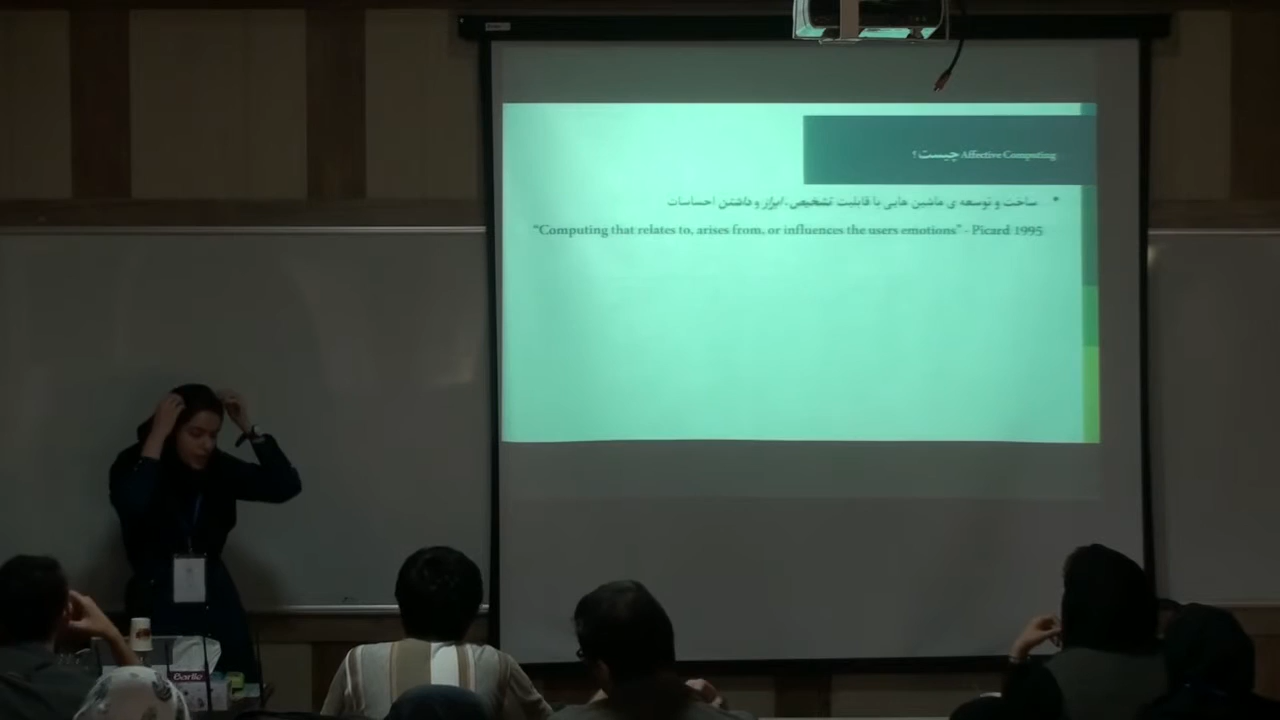 Affective Computing چیست ؟
• ساخت و توسعه ی ماشین هایی با قابلیت تشخیص، ابراز و داشتن احساسات
“Computing that relates to, arises from, or influences the users emotions” - Picard 1995
Barlie